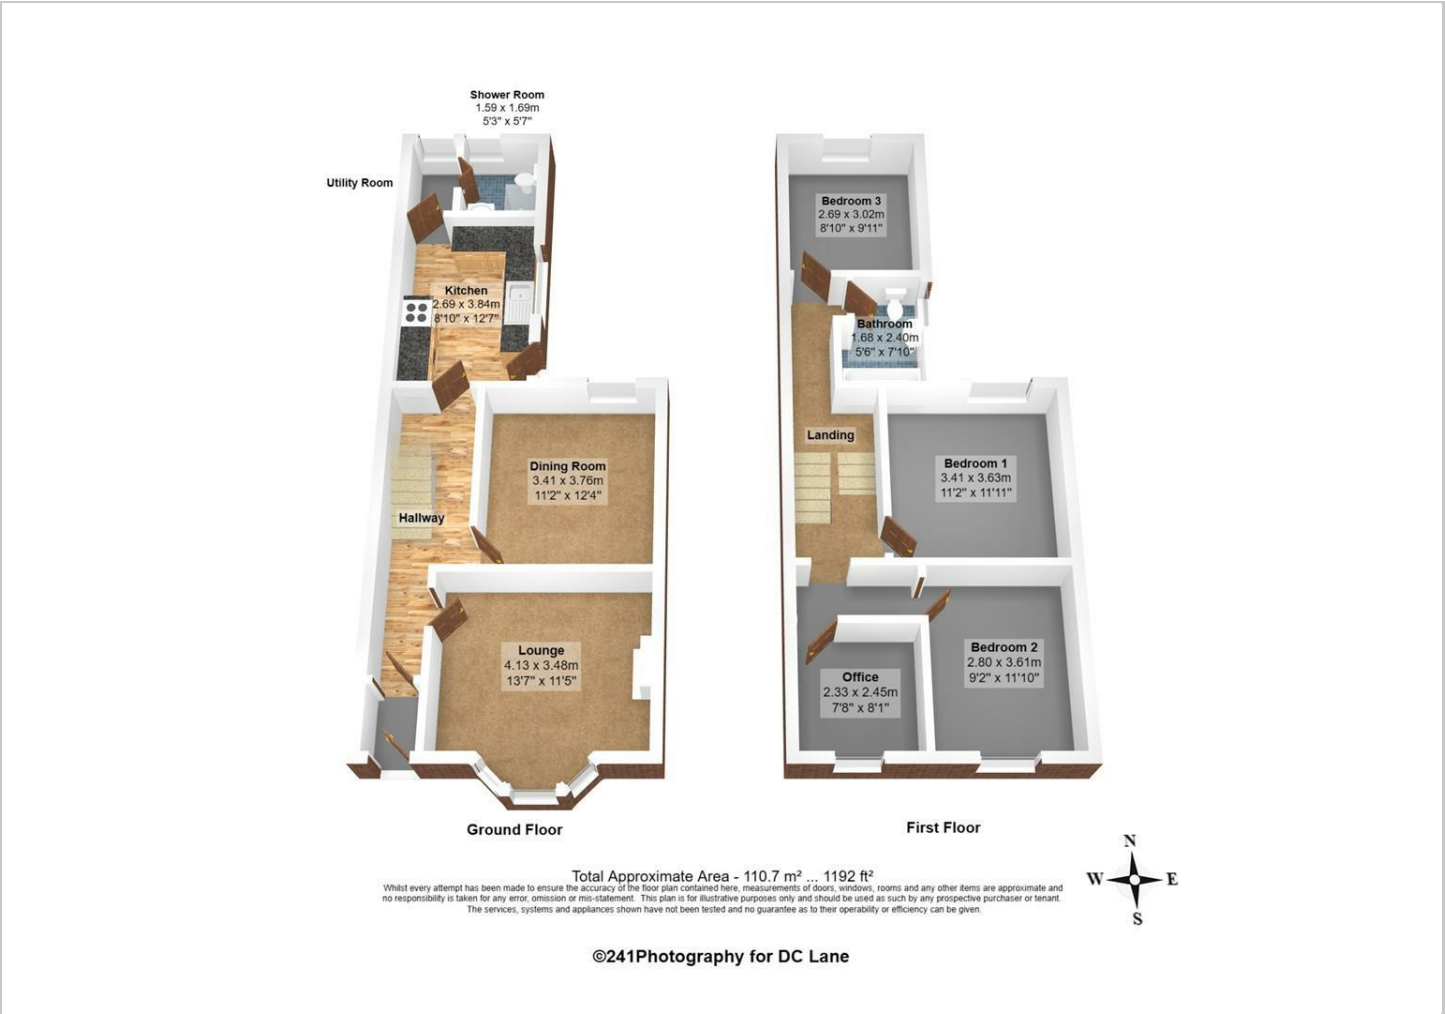 Shower Room
1.59 x 1.69m
5'3" x 5'7"
Utility Room
Kitchen
2.69 x 3.84m
8'10" x 12'7"
Dining Room
3.41 x 3.76m
11'2" x 12'4"
Hallway
Lounge
4.13 x 3.48m
13'7" x 11'5"
Ground Floor
Bedroom 3
2.69 x 3.02m
8'10" x 9'11"
Bathroom
1.68 x 2.40m
5'6" x 7'10"
Landing
Bedroom 1
3.41 x 3.63m
11'2" x 11'11"
Bedroom 2
2.80 x 3.61m
9'2" x 11'10"
Office
2.33 x 2.45m
7'8" x 8'1"
First Floor
N
W E
S
Total Approximate Area - 110.7 m² ... 1192 ft²
Whilst every attempt has been made to ensure the accuracy of the floor plan contained here, measurements of doors, windows, rooms and any other items are approximate and
no responsibility is taken for any error, omission or mis-statement. This plan is for illustrative purposes only and should be used as such by any prospective purchaser or tenant.
The services, systems and appliances shown have not been tested and no guarantee as to their operability or efficiency can be given.
©241Photography for DC Lane